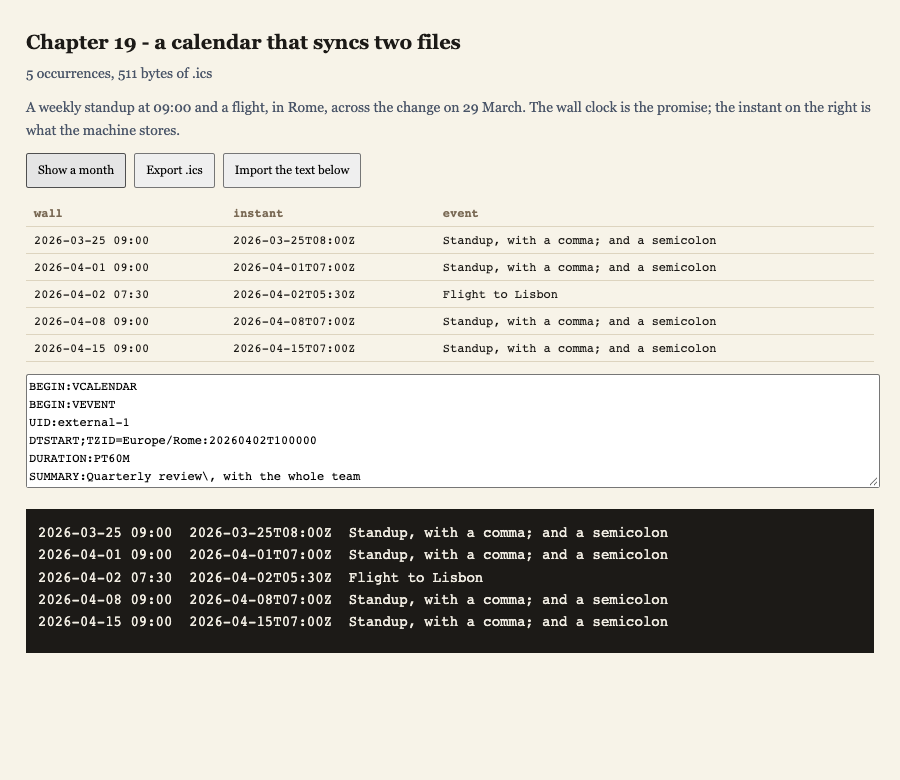 Chapter 19 - a calendar that syncs two files
5 occurrences, 511 bytes of .ics
A weekly standup at 09:00 and a flight, in Rome, across the change on 29 March. The wall clock is the promise; the instant on the right is
what the machine stores.
Show a month Export .ics Import the text below
wall instant event
2026-03-25 09:00 2026-03-25T08:00Z Standup, with a comma; and a semicolon
2026-04-01 09:00 2026-04-01T07:00Z Standup, with a comma; and a semicolon
2026-04-02 07:30 2026-04-02T05:30Z Flight to Lisbon
2026-04-08 09:00 2026-04-08T07:00Z Standup, with a comma; and a semicolon
2026-04-15 09:00 2026-04-15T07:00Z Standup, with a comma; and a semicolon
BEGIN:VCALENDAR
BEGIN:VEVENT
UID:external-1
DTSTART;TZID=Europe/Rome:20260402T100000
DURATION:PT60M
SUMMARY:Quarterly review\, with the whole team
2026-03-25 09:00 2026-03-25T08:00Z Standup, with a comma; and a semicolon
2026-04-01 09:00 2026-04-01T07:00Z Standup, with a comma; and a semicolon
2026-04-02 07:30 2026-04-02T05:30Z Flight to Lisbon
2026-04-08 09:00 2026-04-08T07:00Z Standup, with a comma; and a semicolon
2026-04-15 09:00 2026-04-15T07:00Z Standup, with a comma; and a semicolon